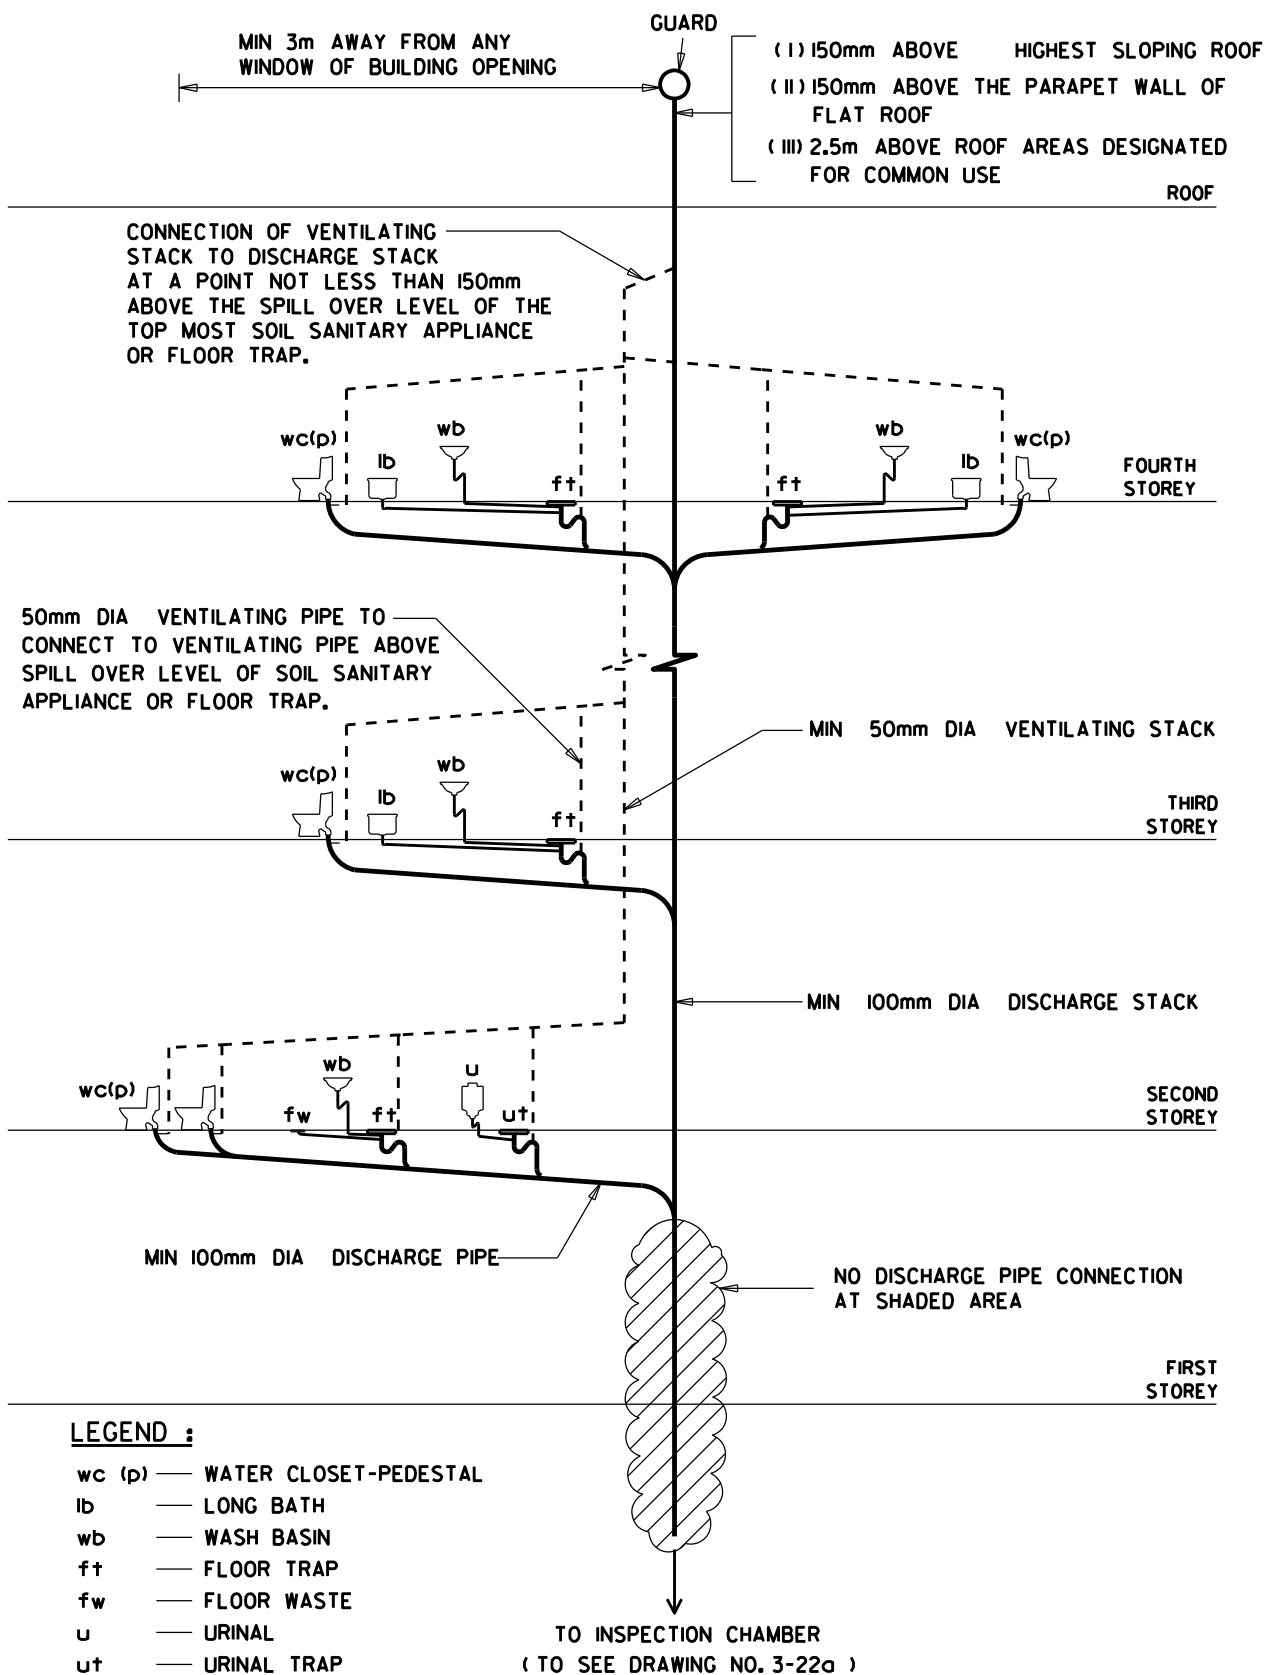 GUARD
MIN 3m AWAY FROM ANY
WINDOW OF BUILDING OPENING
(I) 150mm ABOVE HIGHEST SLOPING ROOF
(II) 150mm ABOVE THE PARAPET WALL OF
FLAT ROOF
(III) 2.5m ABOVE ROOF AREAS DESIGNATED
FOR COMMON USE
ROOF
CONNECTION OF VENTILATING
STACK TO DISCHARGE STACK
AT A POINT NOT LESS THAN 150mm
ABOVE THE SPILL OVER LEVEL OF THE
TOP MOST SOIL SANITARY APPLIANCE
OR FLOOR TRAP.
wc(p)
lb
wb
ft
ft
wb
lb
wc(p)
FOURTH
STOREY
50mm DIA VENTILATING PIPE TO
CONNECT TO VENTILATING PIPE ABOVE
SPILL OVER LEVEL OF SOIL SANITARY
APPLIANCE OR FLOOR TRAP.
MIN 50mm DIA VENTILATING STACK
wc(p)
lb
wb
ft
THIRD
STOREY
MIN 100mm DIA DISCHARGE STACK
wc(p)
fw
wb
ft
u
ut
SECOND
STOREY
MIN 100mm DIA DISCHARGE PIPE
NO DISCHARGE PIPE CONNECTION
AT SHADED AREA
FIRST
STOREY
LEGEND :
wc (p) — WATER CLOSET-PEDESTAL
lb — LONG BATH
wb — WASH BASIN
ft — FLOOR TRAP
fw — FLOOR WASTE
u — URINAL
ut — URINAL TRAP
TO INSPECTION CHAMBER
( TO SEE DRAWING NO. 3-22a )